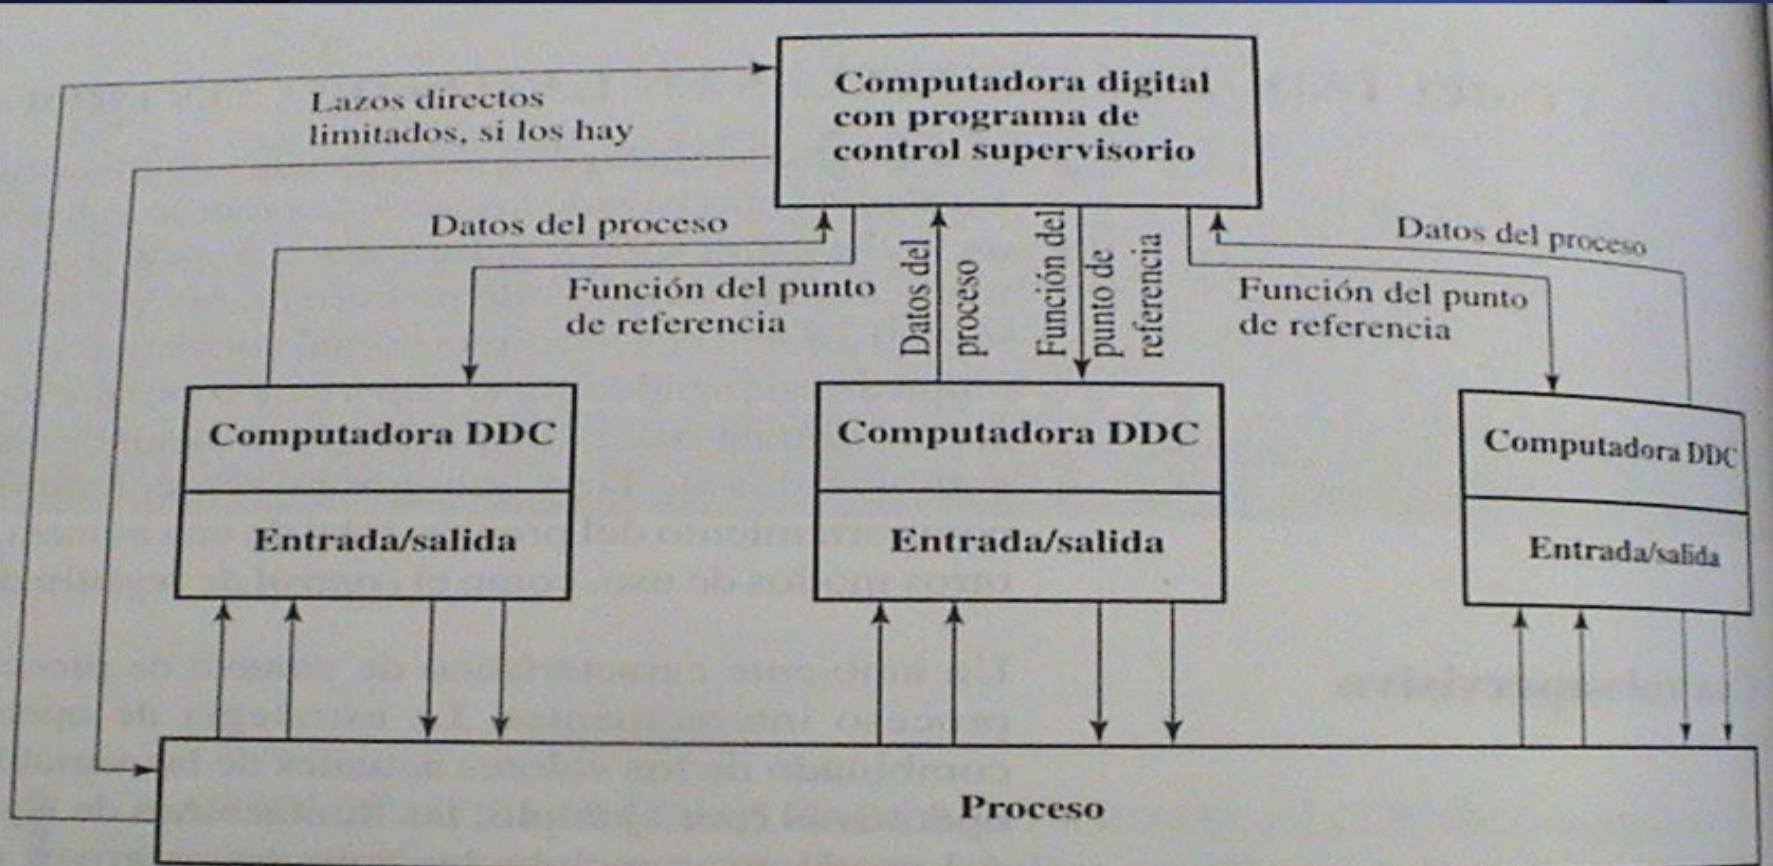 Computadora digital
con programa de
control supervisorio
Lazos directos
limitados, si los hay
Datos del proceso
Función del punto
de referencia
Datos del
proceso
Función del
punto de
referencia
Datos del proceso
Función del punto
de referencia
Computadora DDC
Entrada/salida
Computadora DDC
Entrada/salida
Computadora DDC
Entrada/salida
Proceso